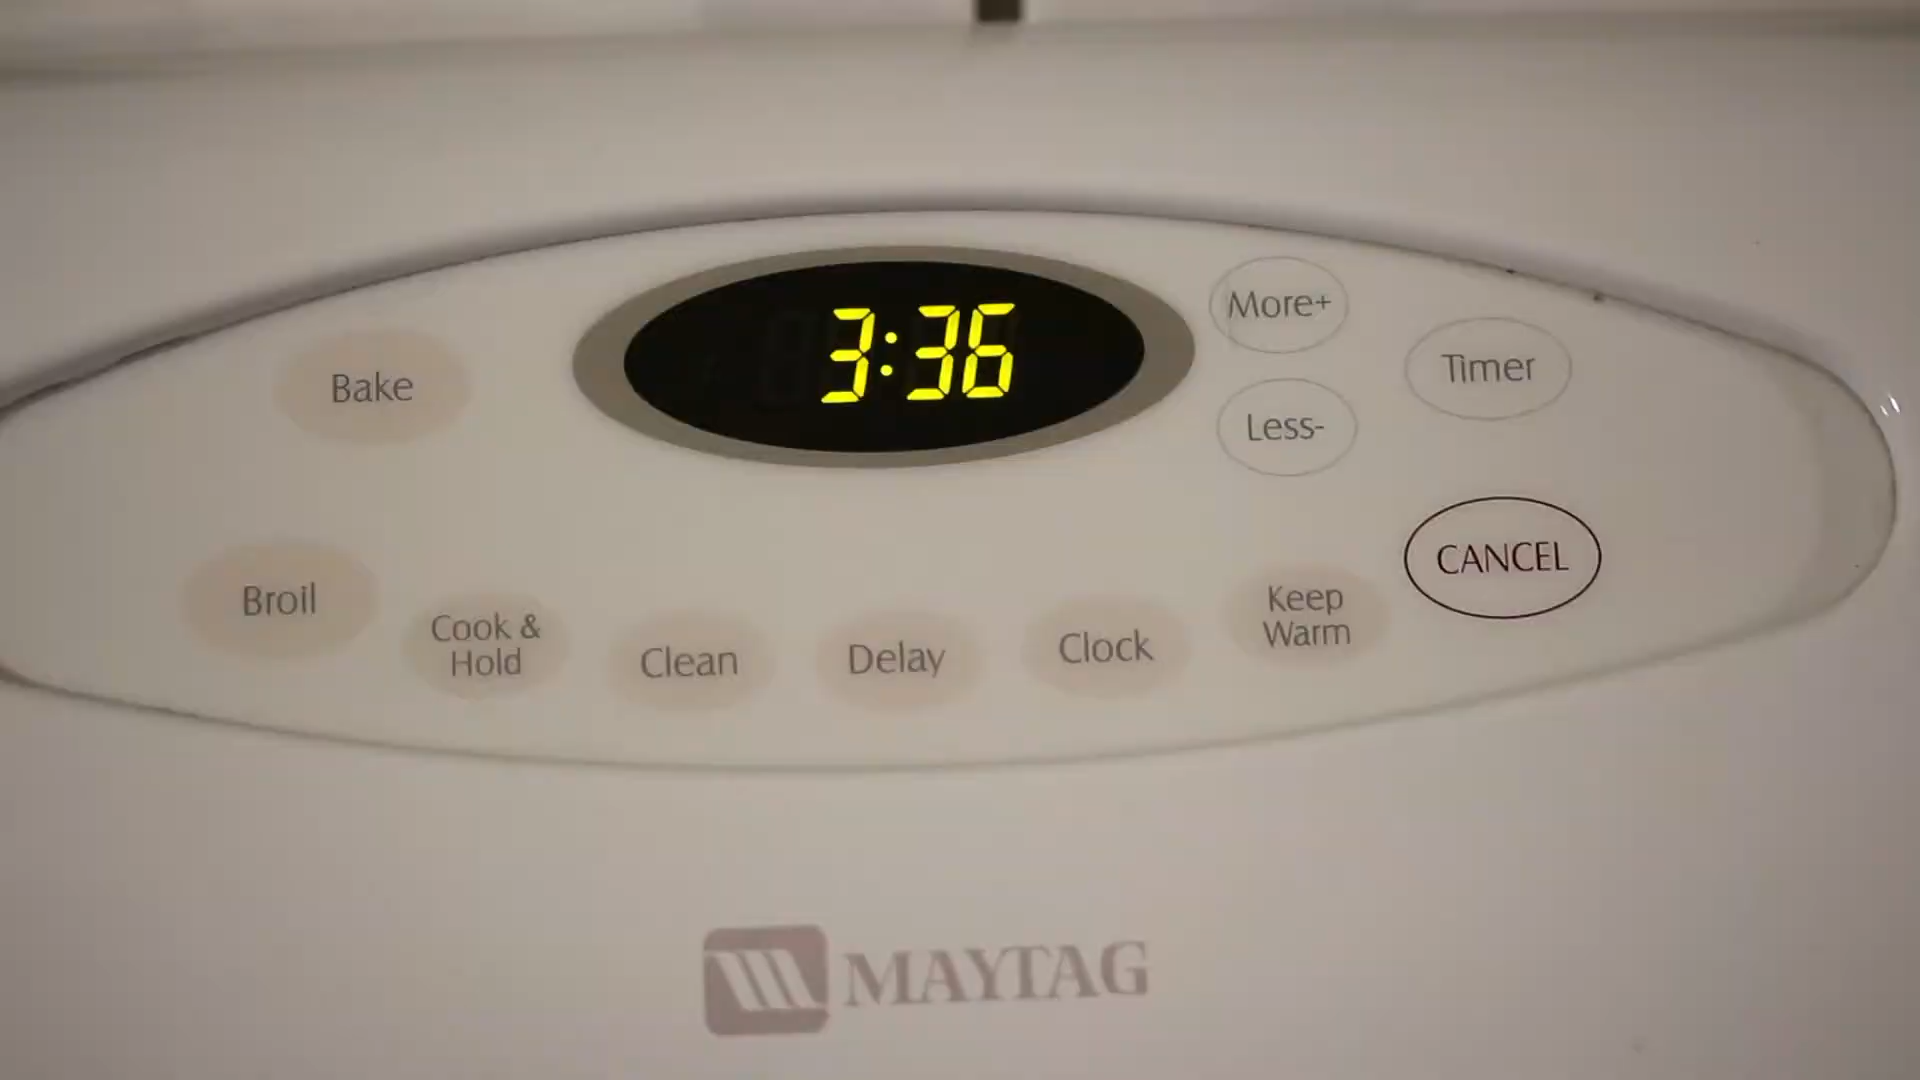 3:36
More+
Timer
Bake
Less-
CANCEL
Broil
Cook &
Hold
Clean
Delay
Clock
Keep
Warm
MAYTAG